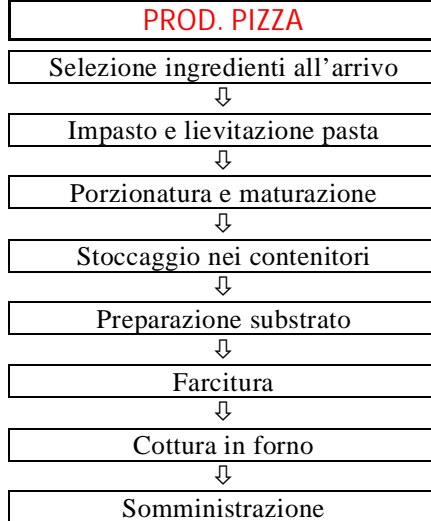 PROD. PIZZA
Selezione ingredienti all'arrivo
⇩
Impasto e lievitazione pasta
⇩
Porzionatura e maturazione
⇩
Stoccaggio nei contenitori
⇩
Preparazione substrato
⇩
Farcitura
⇩
Cottura in forno
⇩
Somministrazione